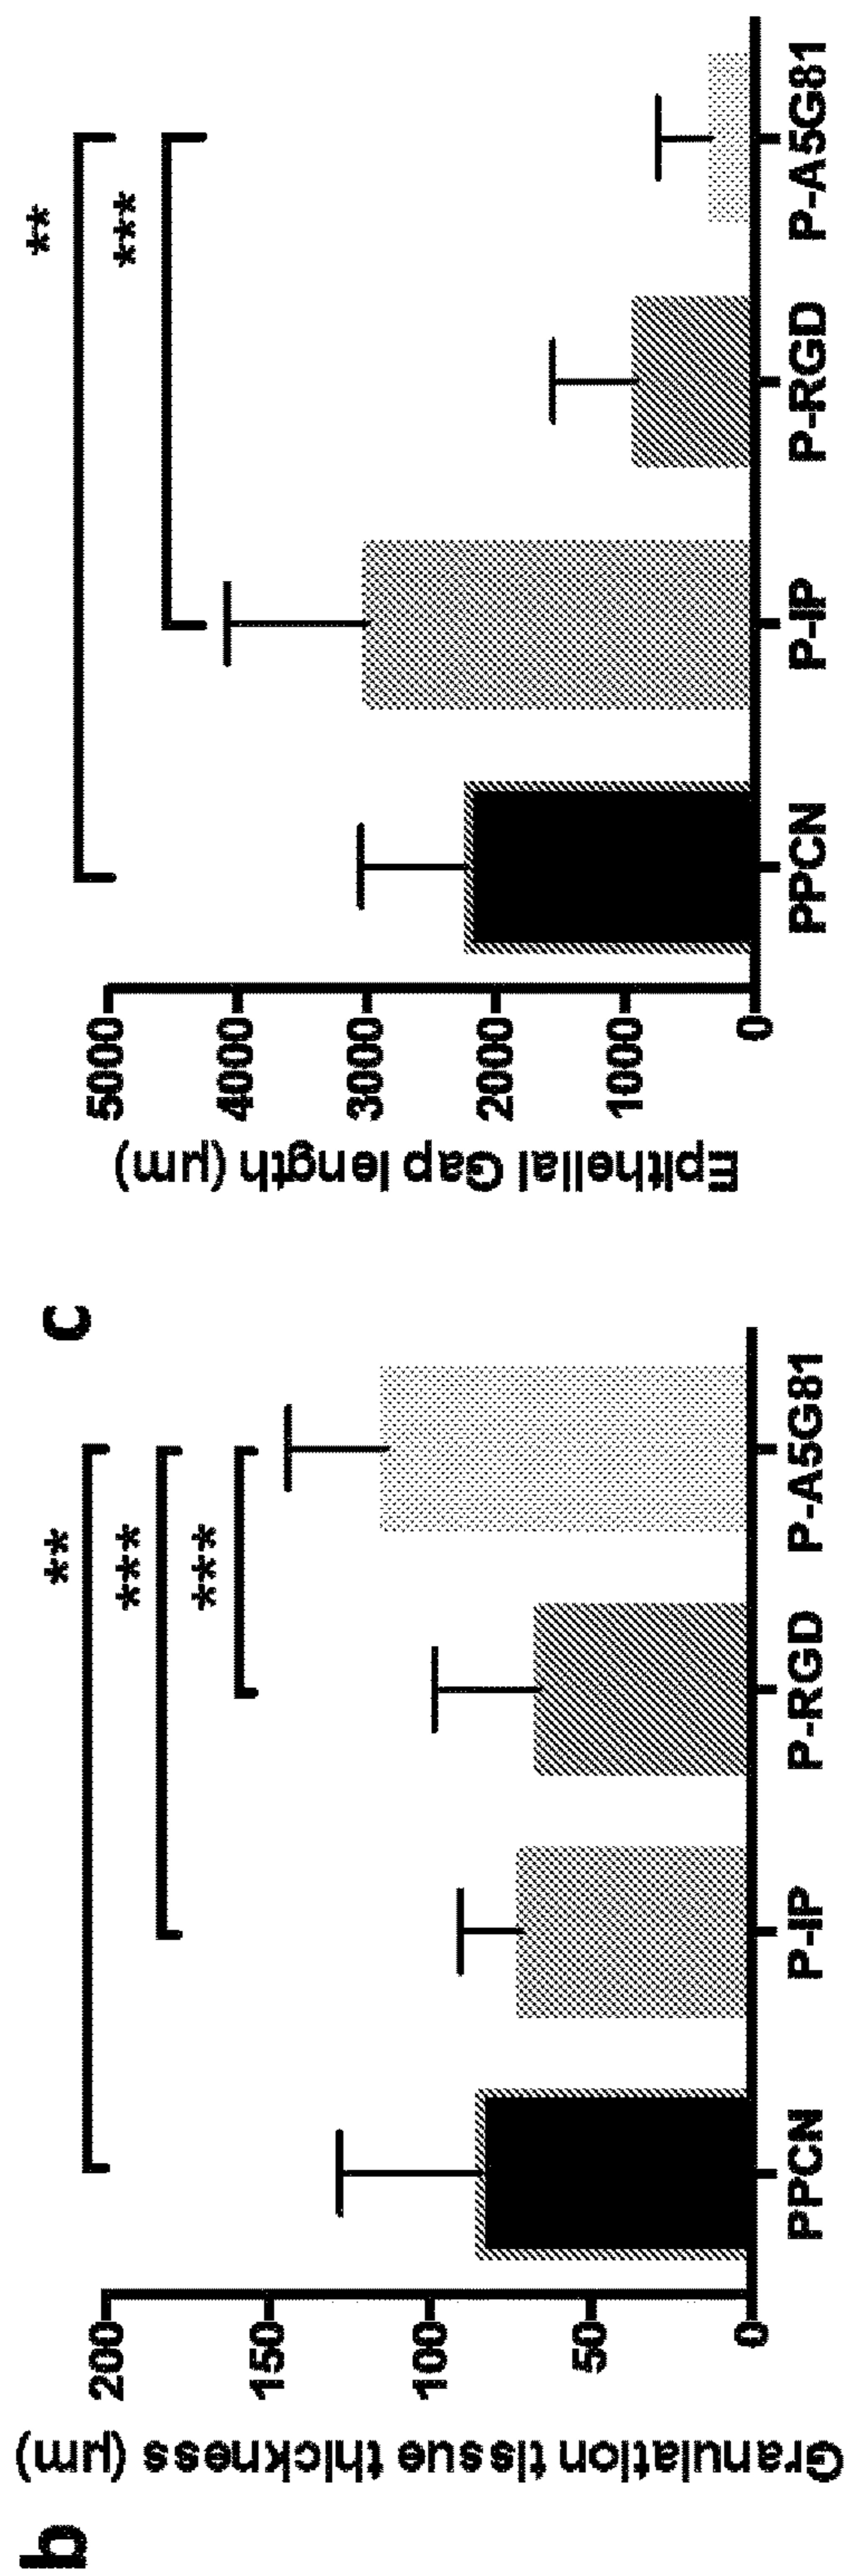 b
Granulation tissue thickness (μm)
200
150
100
50
0
**
***
***
PPCN
P-IP
P-RGD
P-A5G81
c
Epithelial Gap length (μm)
5000
4000
3000
2000
1000
0
**
***
PPCN
P-IP
P-RGD
P-A5G81